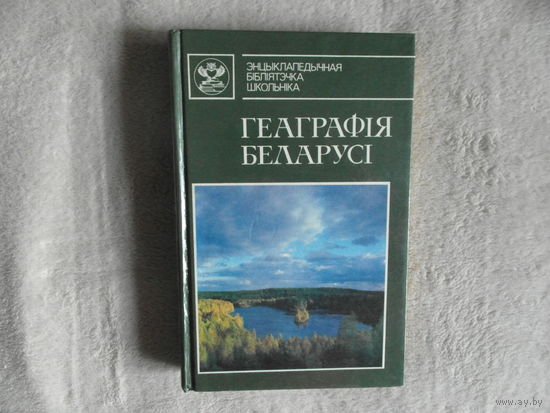 ЭНЦЫКЛАПЕДЫЧНАЯ
БІБЛІЯТЭЧКА
ШКОЛЬНІКА
ГЕАГРАФІЯ
БЕЛАРУСІ
www.ay.by